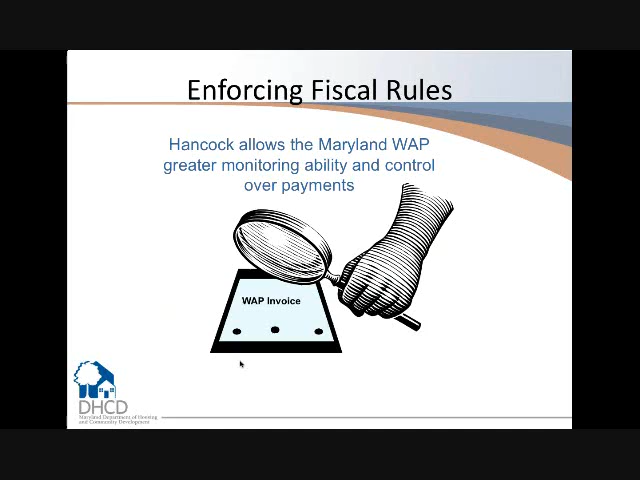 Enforcing Fiscal Rules
Hancock allows the Maryland WAP
greater monitoring ability and control
over payments
WAP Invoice
DHCD
Maryland Department of Housing
and Community Development